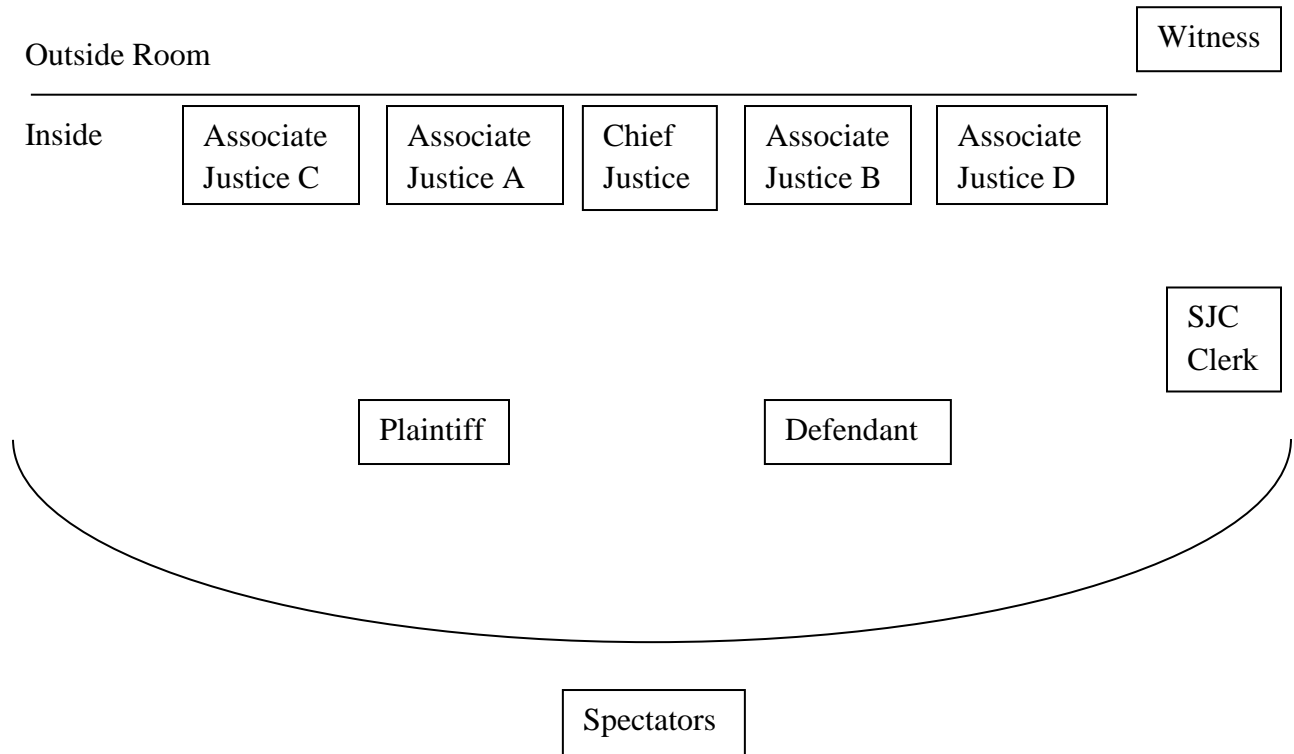 Witness
Outside Room
Inside
Associate
Justice C
Associate
Justice A
Chief
Justice
Associate
Justice B
Associate
Justice D
SJC
Clerk
Plaintiff
Defendant
Spectators